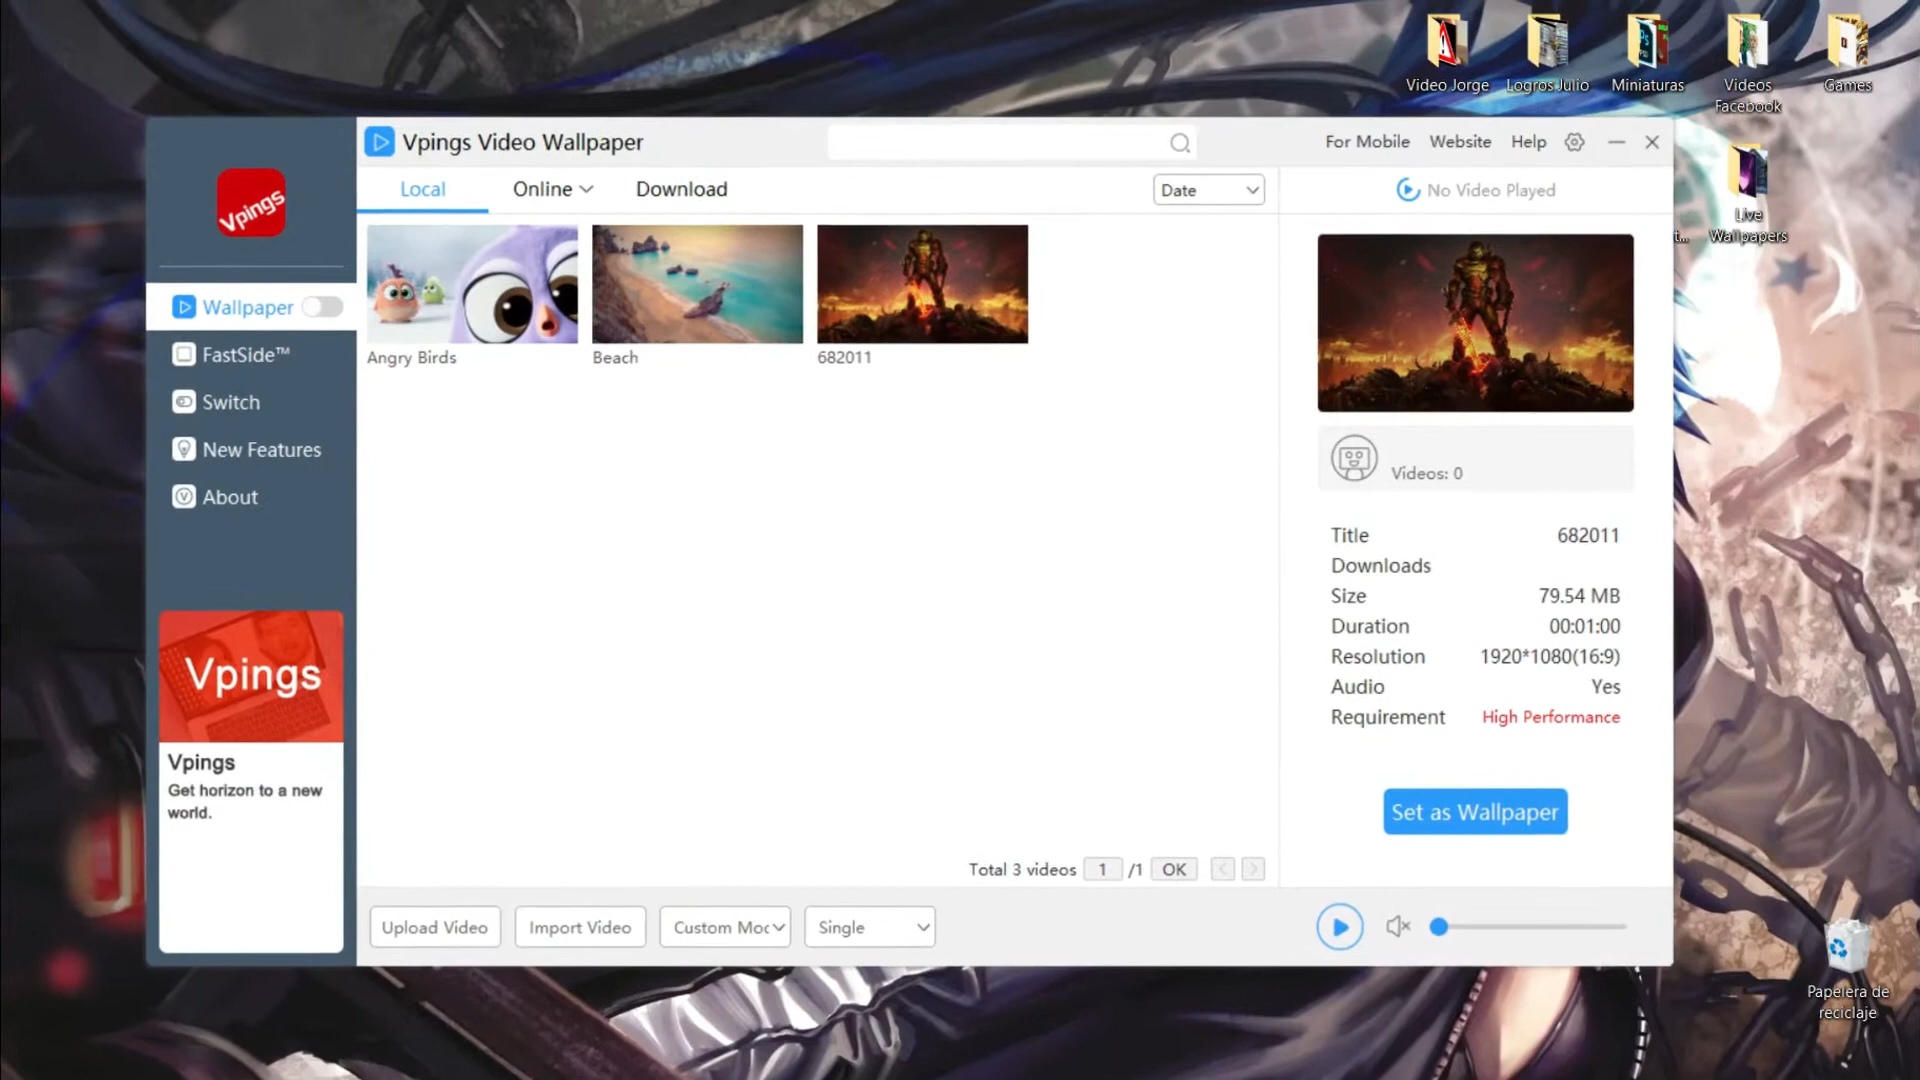 Video Jorge
Logros Julio
Miniaturas
Videos
Facebook
Games
Live
Wallpapers
t...
Vpings
Vpings Video Wallpaper
For Mobile
Website
Help
Local
Online
Download
Date
No Video Played
Wallpaper
FastSide™
Switch
New Features
About
Angry Birds
Beach
682011
Videos: 0
Title 682011
Downloads
Size 79.54 MB
Duration 00:01:00
Resolution 1920*1080(16:9)
Audio Yes
Requirement High Performance
Set as Wallpaper
Vpings
Vpings
Get horizon to a new
world.
Total 3 videos 1 /1 OK
Upload Video
Import Video
Custom Moc
Single
Papelera de
reciclaje